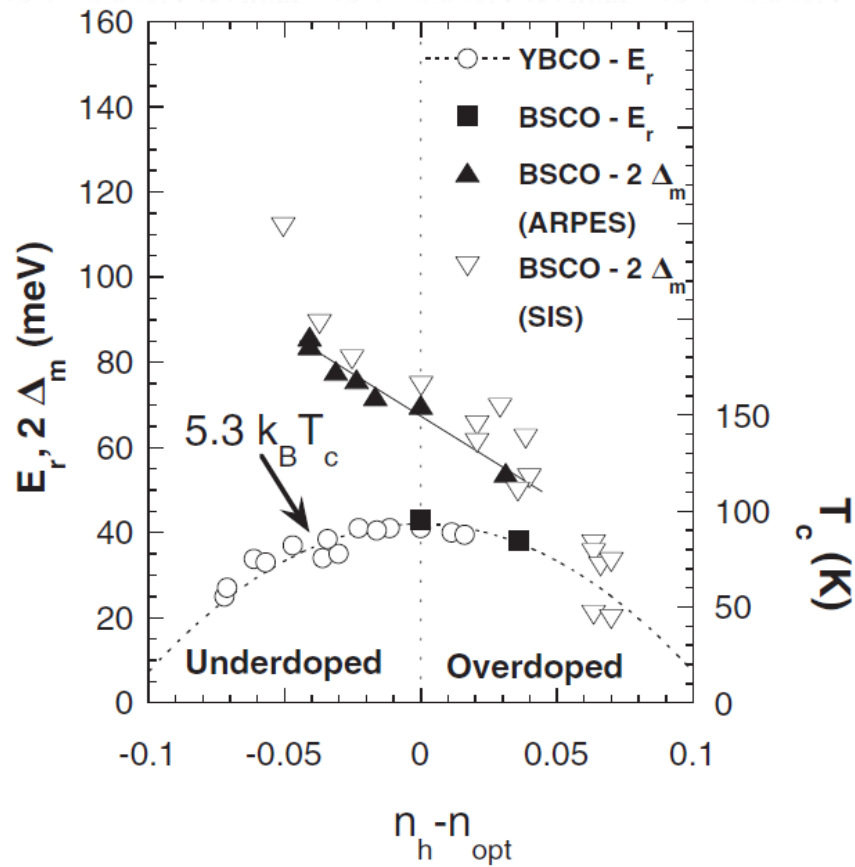 160
140
120
100
80
60
40
20
0
E_r, 2 Δ_m (meV)
YBCO - E_r
BSCO - E_r
BSCO - 2 Δ_m
(ARPES)
BSCO - 2 Δ_m
(SIS)
5.3 k_B T_c
150
100
50
0
T_c (K)
Underdoped
Overdoped
-0.1
-0.05
0
0.05
0.1
n_h-n_opt